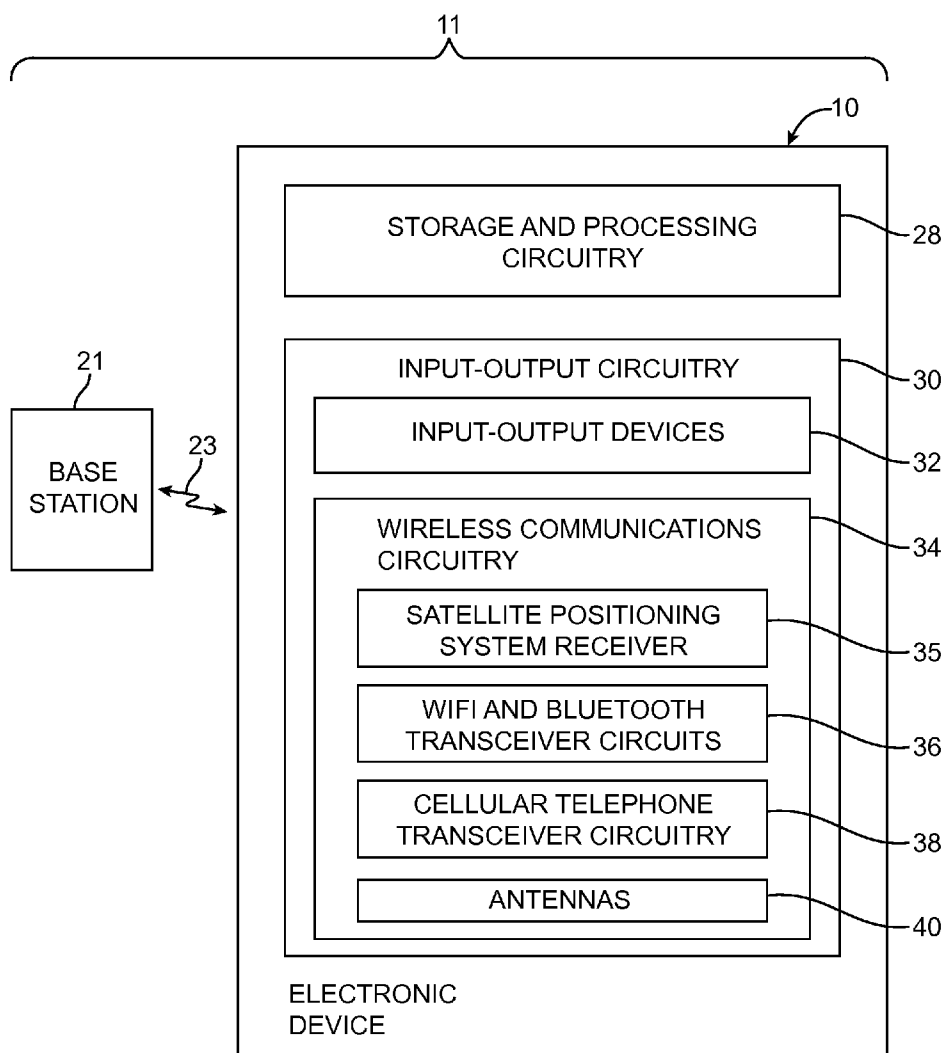 11
10
STORAGE AND PROCESSING
CIRCUITRY
28
INPUT-OUTPUT CIRCUITRY
30
INPUT-OUTPUT DEVICES
32
21
BASE
STATION
23
WIRELESS COMMUNICATIONS
CIRCUITRY
34
SATELLITE POSITIONING
SYSTEM RECEIVER
35
WIFI AND BLUETOOTH
TRANSCEIVER CIRCUITS
36
CELLULAR TELEPHONE
TRANSCEIVER CIRCUITRY
38
ANTENNAS
40
ELECTRONIC
DEVICE